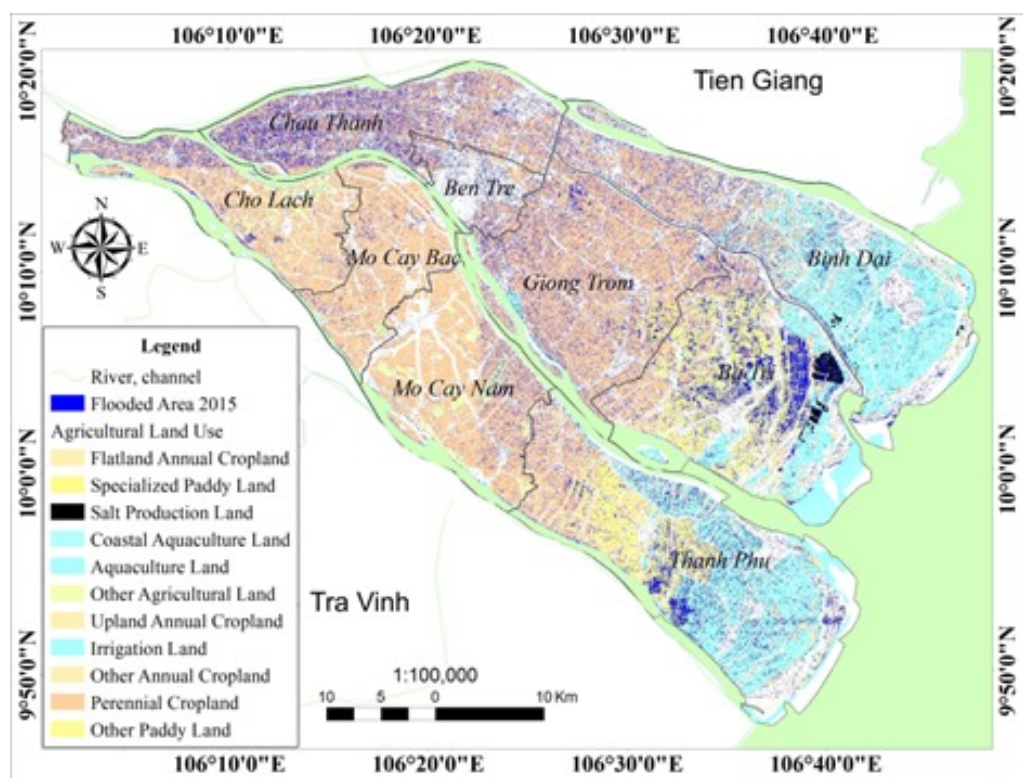 106°10'0"E 106°20'0"E 106°30'0"E 106°40'0"E
10°20'0"N
10°20'0"N
Tien Giang
Chau Thanh
Ben Tre
Cho Lach
N
W E
S
Mo Cay Bac
Binh Dai
10°10'0"N
10°01'0"N
Giong Trom
Ba Tri
Mo Cay Nam
10°0'0"N
10°0'0"N
Thanh Phu
Tra Vinh
9°50'0"N
9°50'0"N
Legend
River, channel
Flooded Area 2015
Agricultural Land Use
Flatland Annual Cropland
Specialized Paddy Land
Salt Production Land
Coastal Aquaculture Land
Aquaculture Land
Other Agricultural Land
Upland Annual Cropland
Irrigation Land
Other Annual Cropland
Perennial Cropland
Other Paddy Land
1:100,000
10 5 0 10 Km
106°10'0"E 106°20'0"E 106°30'0"E 106°40'0"E